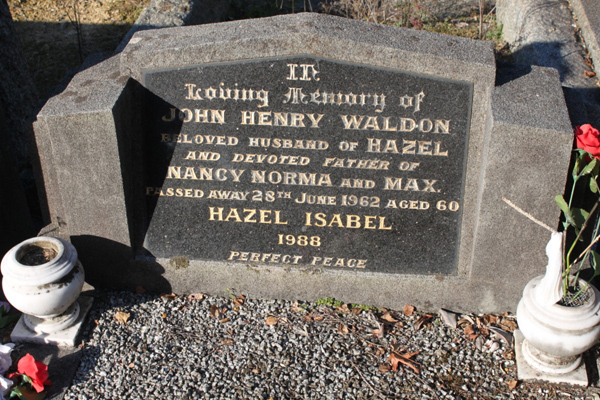 In
Loving Memory of
JOHN HENRY WALDON
BELOVED HUSBAND OF HAZEL
AND DEVOTED FATHER OF
NANCY NORMA AND MAX.
PASSED AWAY 28TH JUNE 1962 AGED 60
HAZEL ISABEL
1988
PERFECT PEACE